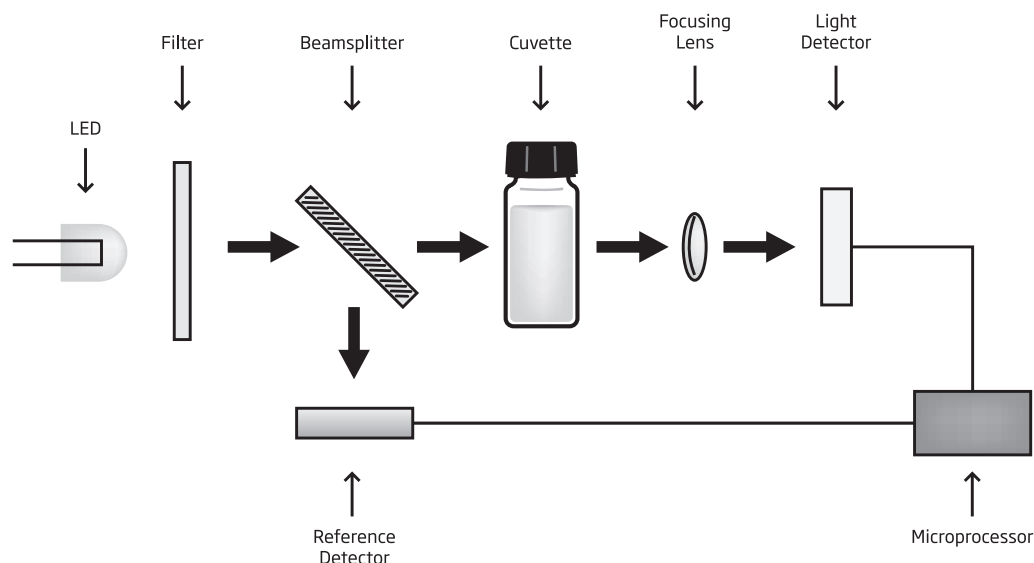 Filter
Beamsplitter
Cuvette
Focusing
Lens
Light
Detector
LED
Reference
Detector
Microprocessor